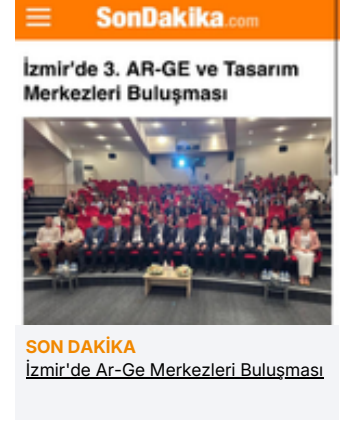 SonDakika.com
İzmir'de 3. AR-GE ve Tasarım
Merkezleri Buluşması
SON DAKİKA
İzmir'de Ar-Ge Merkezleri Buluşması